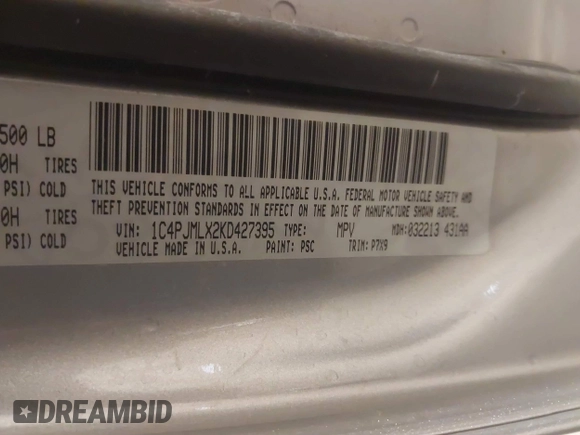 500 LB
0H TIRES
PSI) COLD
0H TIRES
PSI) COLD
THIS VEHICLE CONFORMS TO ALL APPLICABLE U.S.A. FEDERAL MOTOR VEHICLE SAFETY AND
THEFT PREVENTION STANDARDS IN EFFECT ON THE DATE OF MANUFACTURE SHOWN ABOVE.
VIN: 1C4PJMLX2KD427395 TYPE: MPV MDH:032213 431AA
VEHICLE MADE IN U.S.A. PAINT: PSC TRIM: P7X9
DREAMBID